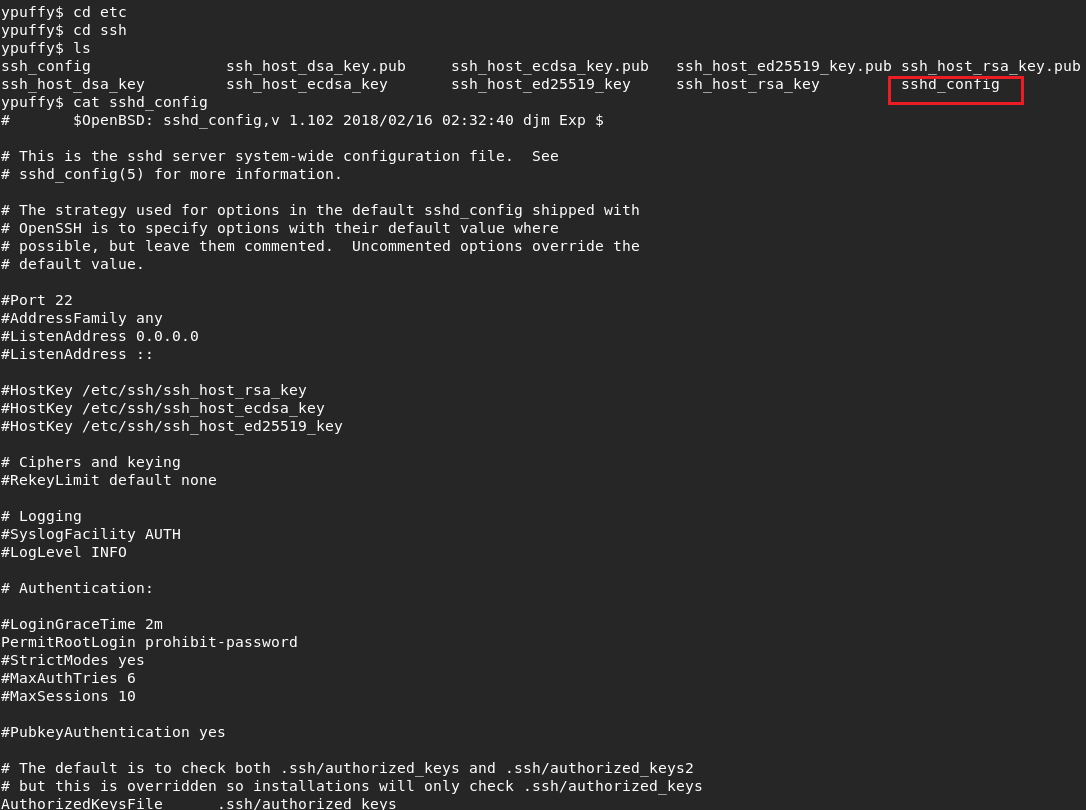 ypuffy$ cd etc
ypuffy$ cd ssh
ypuffy$ ls
ssh_config               ssh_host_dsa_key.pub     ssh_host_ecdsa_key.pub   ssh_host_ed25519_key.pub ssh_host_rsa_key.pub
ssh_host_dsa_key         ssh_host_ecdsa_key       ssh_host_ed25519_key     ssh_host_rsa_key         sshd_config
ypuffy$ cat sshd_config
#       $OpenBSD: sshd_config,v 1.102 2018/02/16 02:32:40 djm Exp $

# This is the sshd server system-wide configuration file.  See
# sshd_config(5) for more information.

# The strategy used for options in the default sshd_config shipped with
# OpenSSH is to specify options with their default value where
# possible, but leave them commented.  Uncommented options override the
# default value.

#Port 22
#AddressFamily any
#ListenAddress 0.0.0.0
#ListenAddress ::

#HostKey /etc/ssh/ssh_host_rsa_key
#HostKey /etc/ssh/ssh_host_ecdsa_key
#HostKey /etc/ssh/ssh_host_ed25519_key

# Ciphers and keying
#RekeyLimit default none

# Logging
#SyslogFacility AUTH
#LogLevel INFO

# Authentication:

#LoginGraceTime 2m
PermitRootLogin prohibit-password
#StrictModes yes
#MaxAuthTries 6
#MaxSessions 10

#PubkeyAuthentication yes

# The default is to check both .ssh/authorized_keys and .ssh/authorized_keys2
# but this is overridden so installations will only check .ssh/authorized_keys
AuthorizedKeysFile      .ssh/authorized_keys